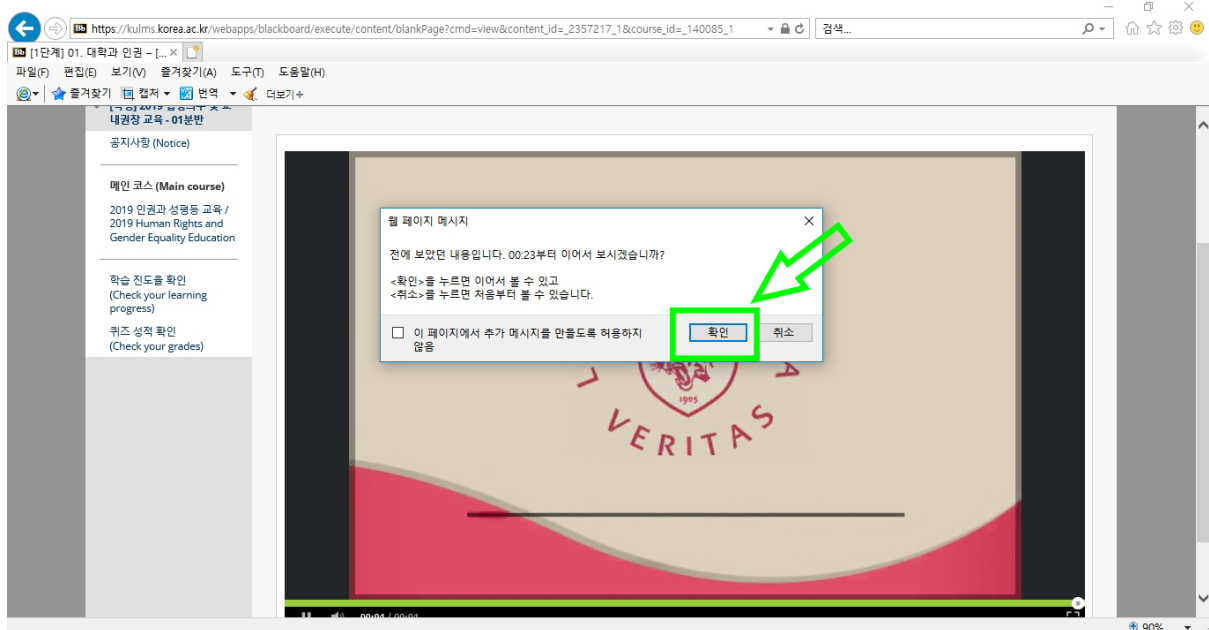 https://kulms.korea.ac.kr/webapps/blackboard/execute/content/blankPage?cmd=view&content_id=_2357217_1&course_id=_140085_1
검색...
[1단계] 01. 대학과 인권 – [...
파일(F) 편집(E) 보기(V) 즐겨찾기(A) 도구(T) 도움말(H)
즐겨찾기 캡처 번역 더보기
내권장 교육 - 01분반
공지사항 (Notice)
메인 코스 (Main course)
2019 인권과 성평등 교육 /
2019 Human Rights and
Gender Equality Education
학습 진도율 확인
(Check your learning
progress)
퀴즈 성적 확인
(Check your grades)
웹 페이지 메시지
전에 보았던 내용입니다. 00:23부터 이어서 보시겠습니까?
<확인>을 누르면 이어서 볼 수 있고
<취소>를 누르면 처음부터 볼 수 있습니다.
이 페이지에서 추가 메시지를 만들도록 허용하지
않음
확인 취소
1905
VERITAS
00:04 / 00:04
90%